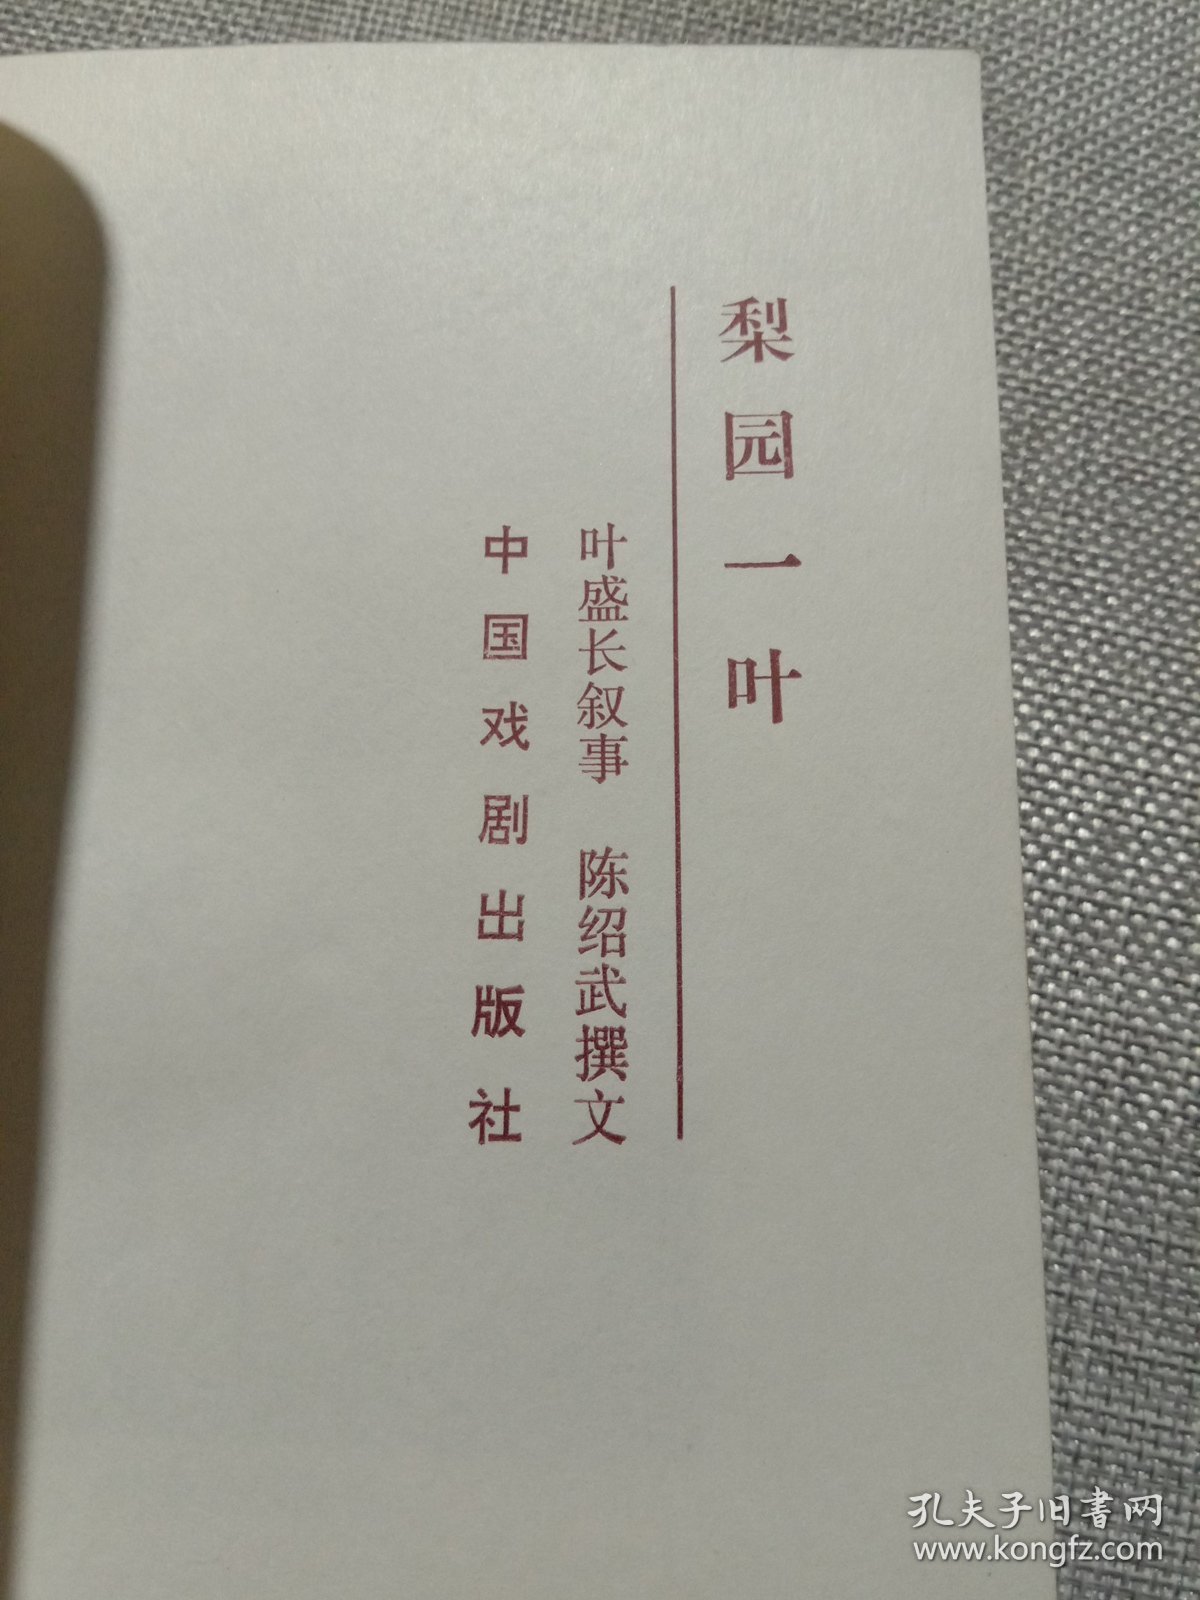 梨园一叶
叶盛长叙事 陈绍武撰文
中国戏剧出版社
孔夫子旧书网
www.kongfz.com